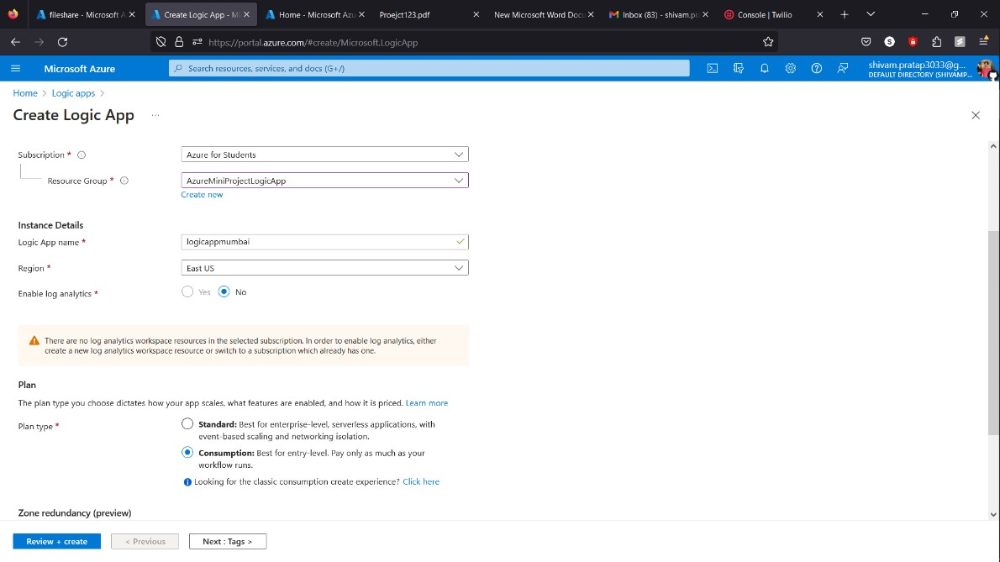 fileshare - Microsoft A
Create Logic App - Mi
Home - Microsoft Azu
Proejct123.pdf
New Microsoft Word Docu
Inbox (83) - shivam.pra
Console | Twilio
https://portal.azure.com/#create/Microsoft.LogicApp
Microsoft Azure
Search resources, services, and docs (G+/)
shivam.pratap3033@g...
DEFAULT DIRECTORY (SHIVAMP...
Home > Logic apps >
Create Logic App ...
Subscription * Azure for Students
Resource Group * AzureMiniProjectLogicApp
Create new
Instance Details
Logic App name * logicappmumbai
Region * East US
Enable log analytics * Yes No
There are no log analytics workspace resources in the selected subscription. In order to enable log analytics, either
create a new log analytics workspace resource or switch to a subscription which already has one.
Plan
The plan type you choose dictates how your app scales, what features are enabled, and how it is priced. Learn more
Plan type * Standard: Best for enterprise-level, serverless applications, with
event-based scaling and networking isolation.
Consumption: Best for entry-level. Pay only as much as your
workflow runs.
Looking for the classic consumption create experience? Click here
Zone redundancy (preview)
Review + create
< Previous
Next : Tags >